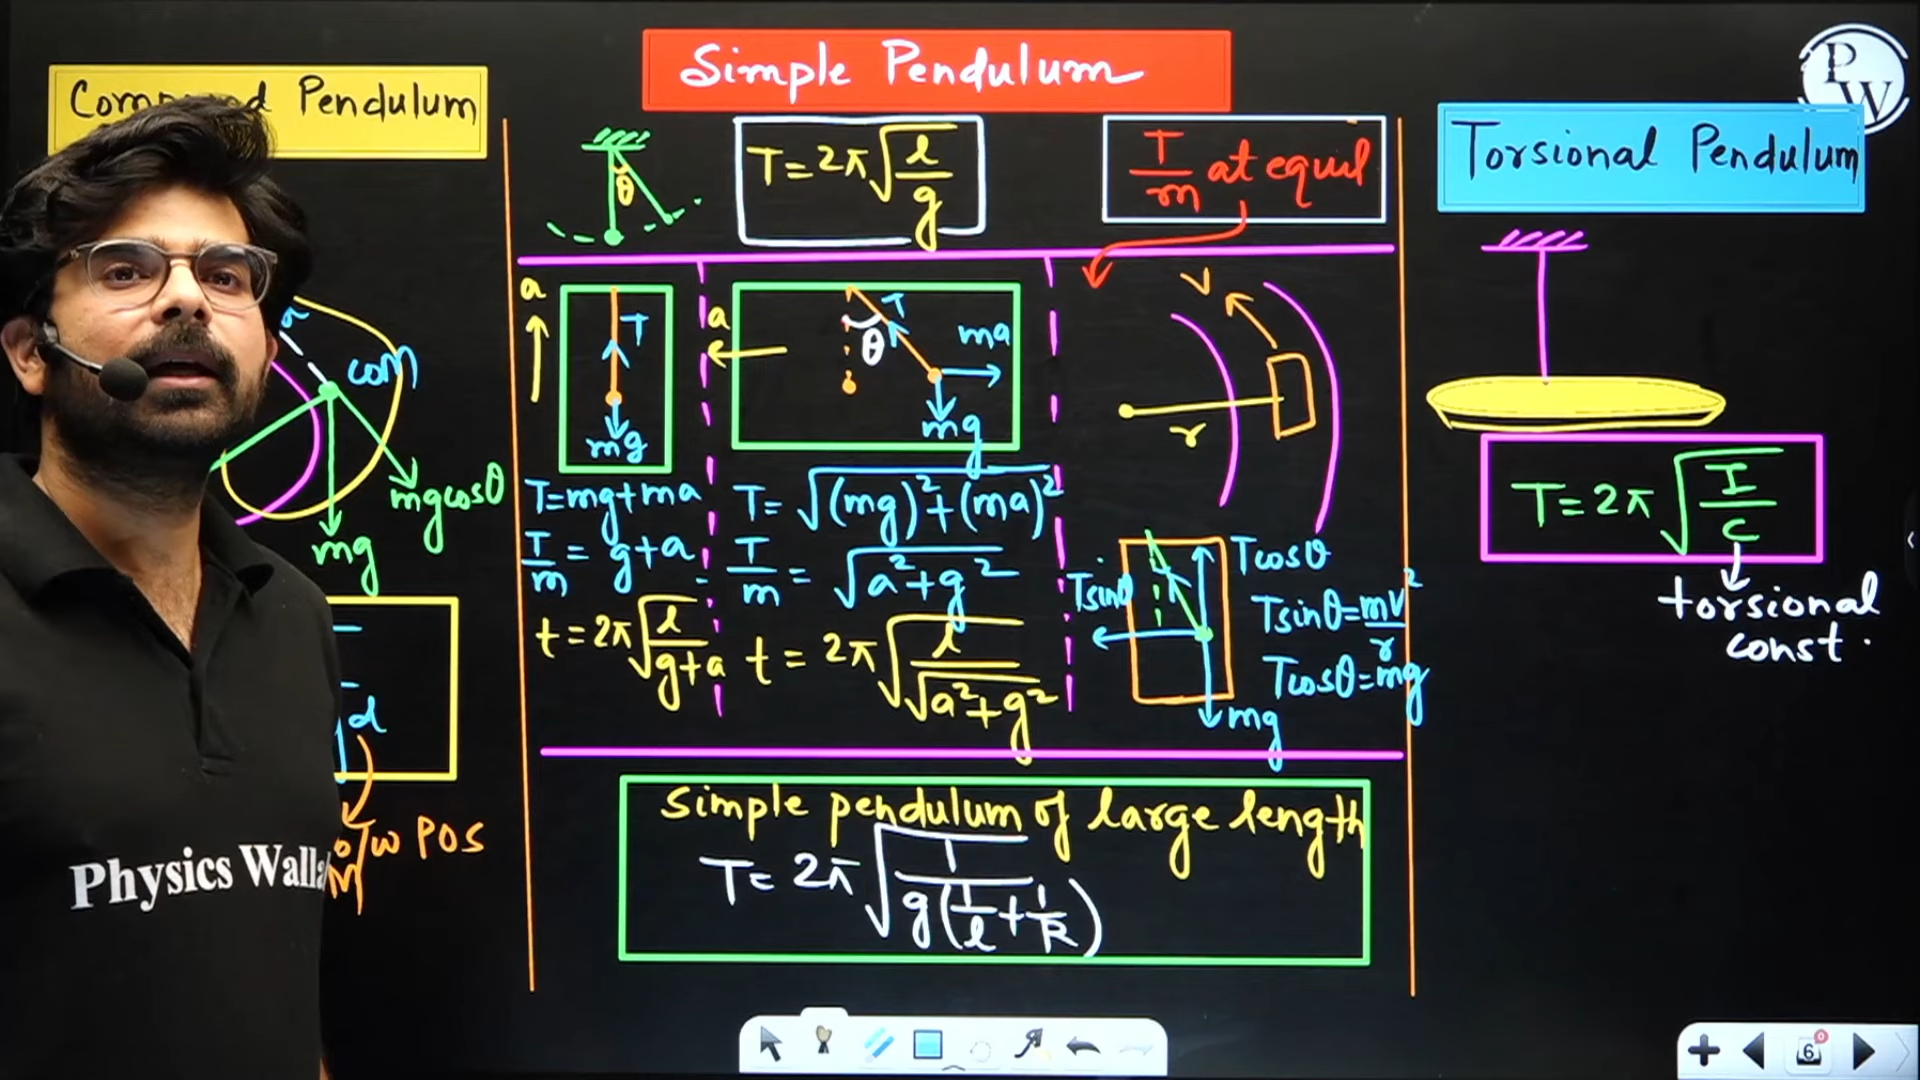 Simple Pendulum
PW
Pendulum
Torsional Pendulum
θ
T=2π√(l/g)
T/m at equil
a
COM
mgcosθ
mg
d
b/w POS
a
T
mg
T=mg+ma
T/m = g+a
t=2π√(l/(g+a))
a
T
θ
ma
mg
T=√((mg)²+(ma)²)
T/m = √(a²+g²)
t = 2π√(l/√(a²+g²))
v
r
Tsinθ
Tcosθ
Tsinθ=mv²/r
Tcosθ=mg
mg
T=2π√(I/C)
torsional
const.
Simple pendulum of large length
T= 2π√(1/(g(1/l+1/R)))
Physics Walla
6